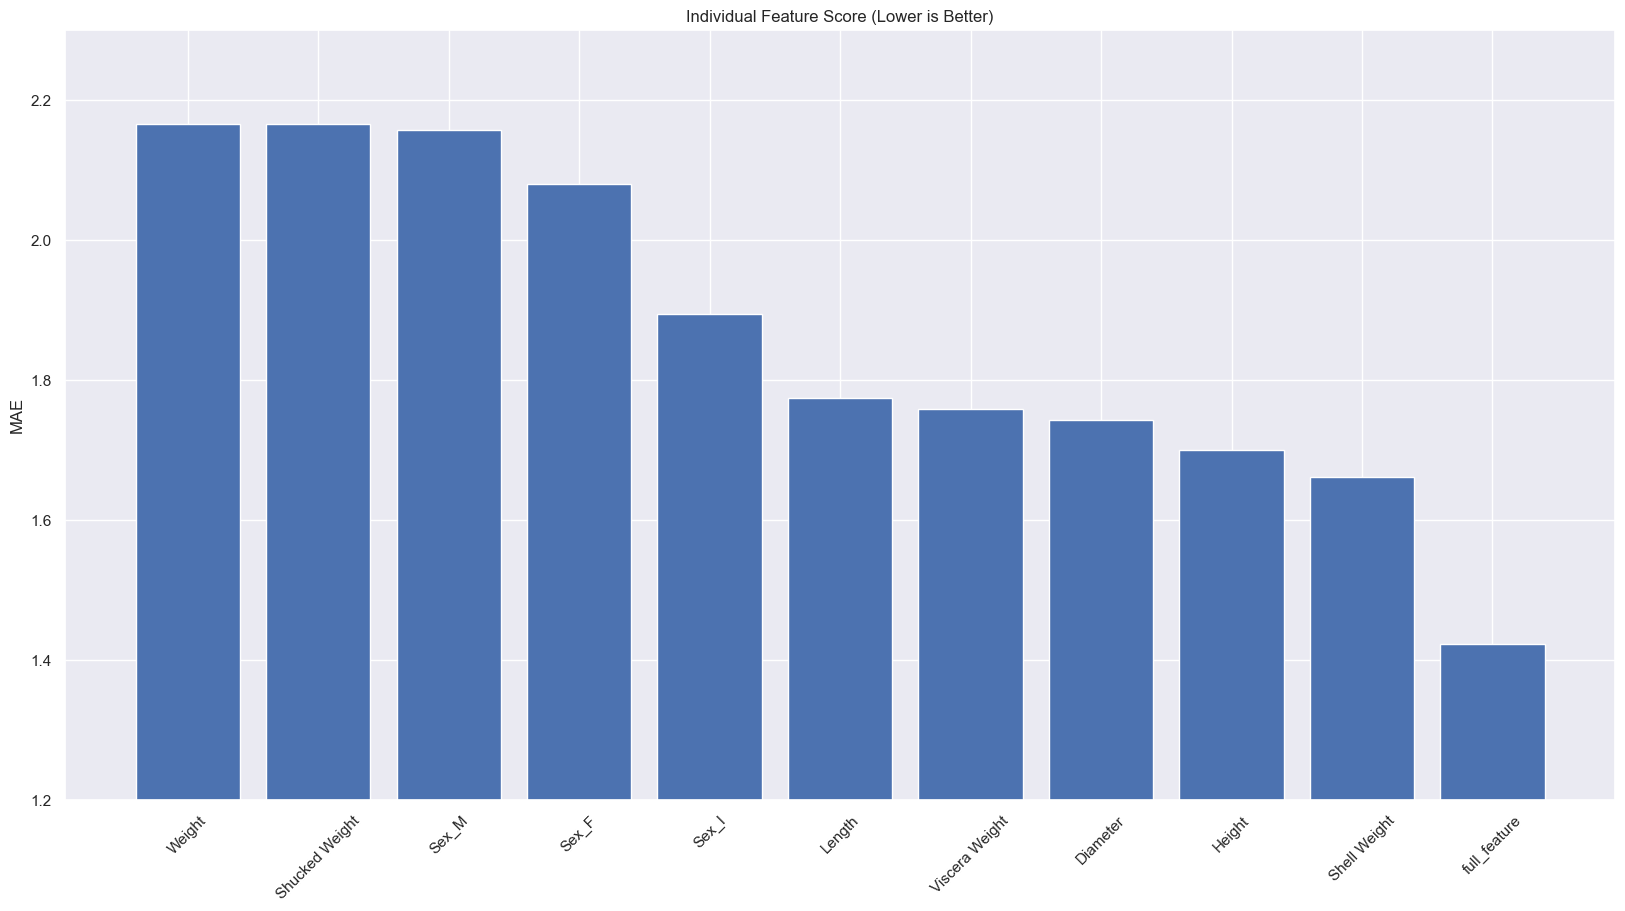 Individual Feature Score (Lower is Better)
MAE
2.2
2.0
1.8
1.6
1.4
1.2
Weight
Shucked Weight
Sex_M
Sex_F
Sex_I
Length
Viscera Weight
Diameter
Height
Shell Weight
full_feature